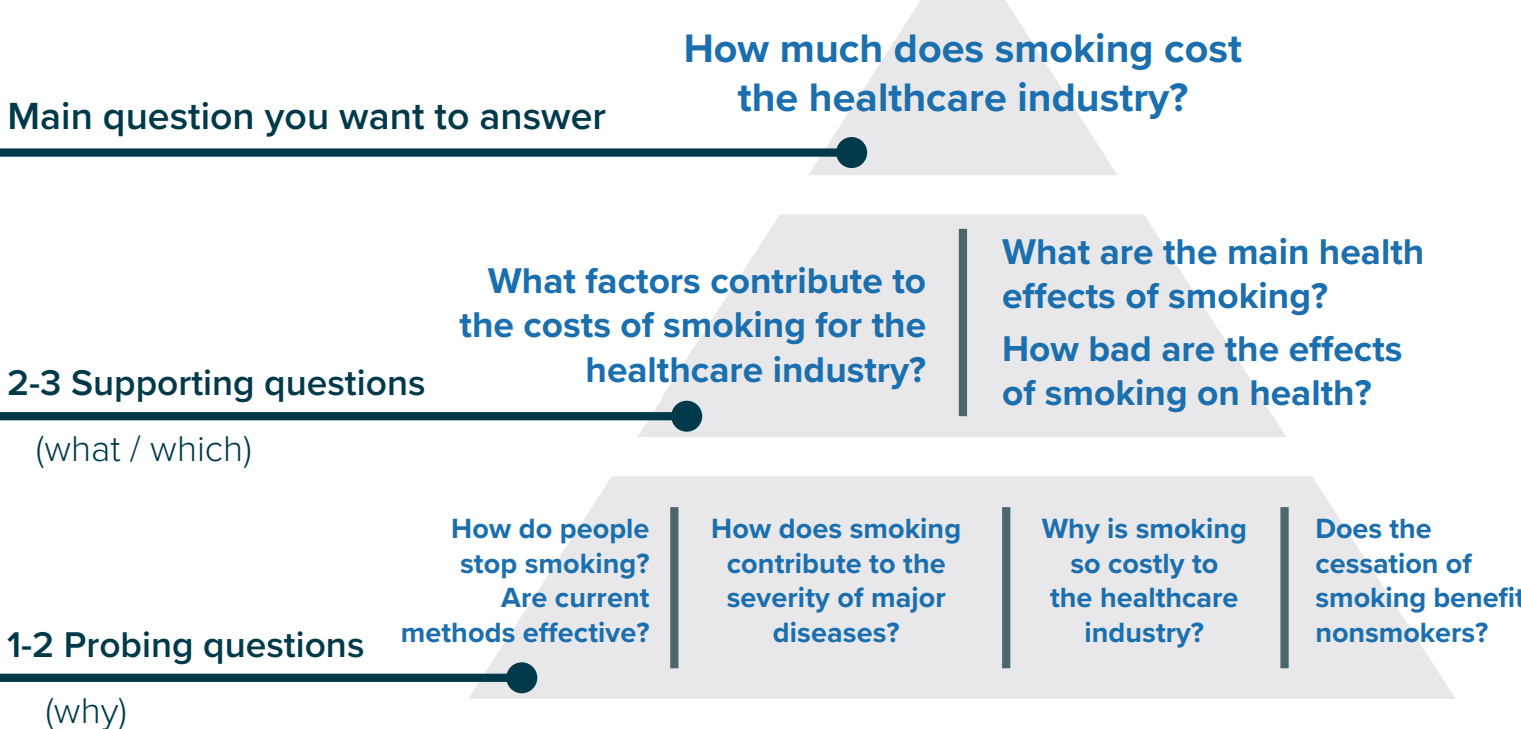 How much does smoking cost
the healthcare industry?
Main question you want to answer
What factors contribute to
the costs of smoking for the
healthcare industry?
What are the main health
effects of smoking?
How bad are the effects
of smoking on health?
2-3 Supporting questions
(what / which)
How do people
stop smoking?
Are current
methods effective?
How does smoking
contribute to the
severity of major
diseases?
Why is smoking
so costly to
the healthcare
industry?
Does the
cessation of
smoking benefit
nonsmokers?
1-2 Probing questions
(why)